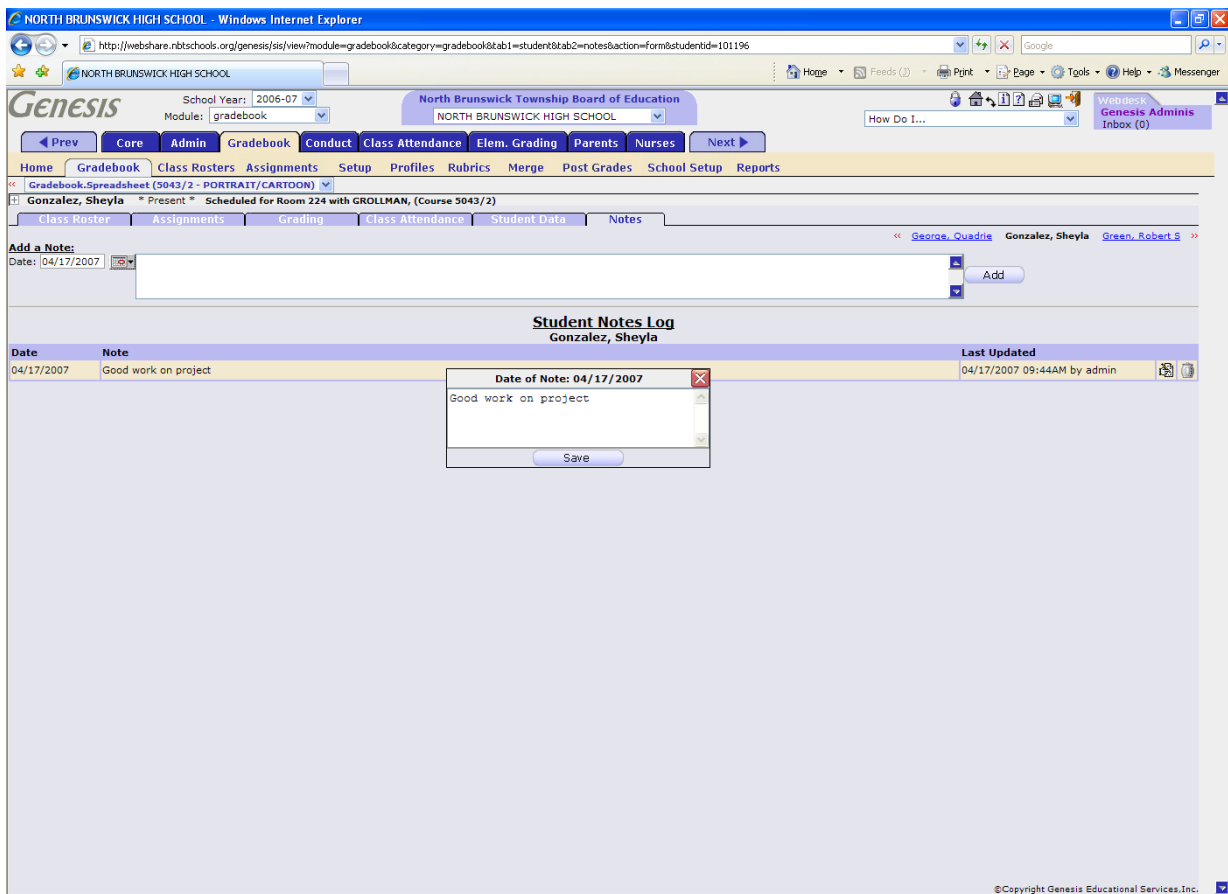 NORTH BRUNSWICK HIGH SCHOOL - Windows Internet Explorer
http://webshare.nbtschools.org/genesis/sis/view?module=gradebook&category=gradebook&tab1=student&tab2=notes&action=form&studentid=101196
Google
NORTH BRUNSWICK HIGH SCHOOL
Home Feeds (J) Print Page Tools Help Messenger
GENESIS
School Year: 2006-07
Module: gradebook
North Brunswick Township Board of Education
NORTH BRUNSWICK HIGH SCHOOL
How Do I...
Webdesk
Genesis Adminis
Inbox (0)
Prev Core Admin Gradebook Conduct Class Attendance Elem. Grading Parents Nurses Next
Home Gradebook Class Rosters Assignments Setup Profiles Rubrics Merge Post Grades School Setup Reports
<< Gradebook.Spreadsheet (5043/2 - PORTRAIT/CARTOON)
Gonzalez, Sheyla * Present * Scheduled for Room 224 with GROLLMAN, (Course 5043/2)
Class Roster Assignments Grading Class Attendance Student Data Notes
<< George, Quadrie Gonzalez, Sheyla Green, Robert S >>
Add a Note:
Date: 04/17/2007
Add
Student Notes Log
Gonzalez, Sheyla
Date Note Last Updated
04/17/2007 Good work on project 04/17/2007 09:44AM by admin
Date of Note: 04/17/2007
Good work on project
Save
©Copyright Genesis Educational Services,Inc.